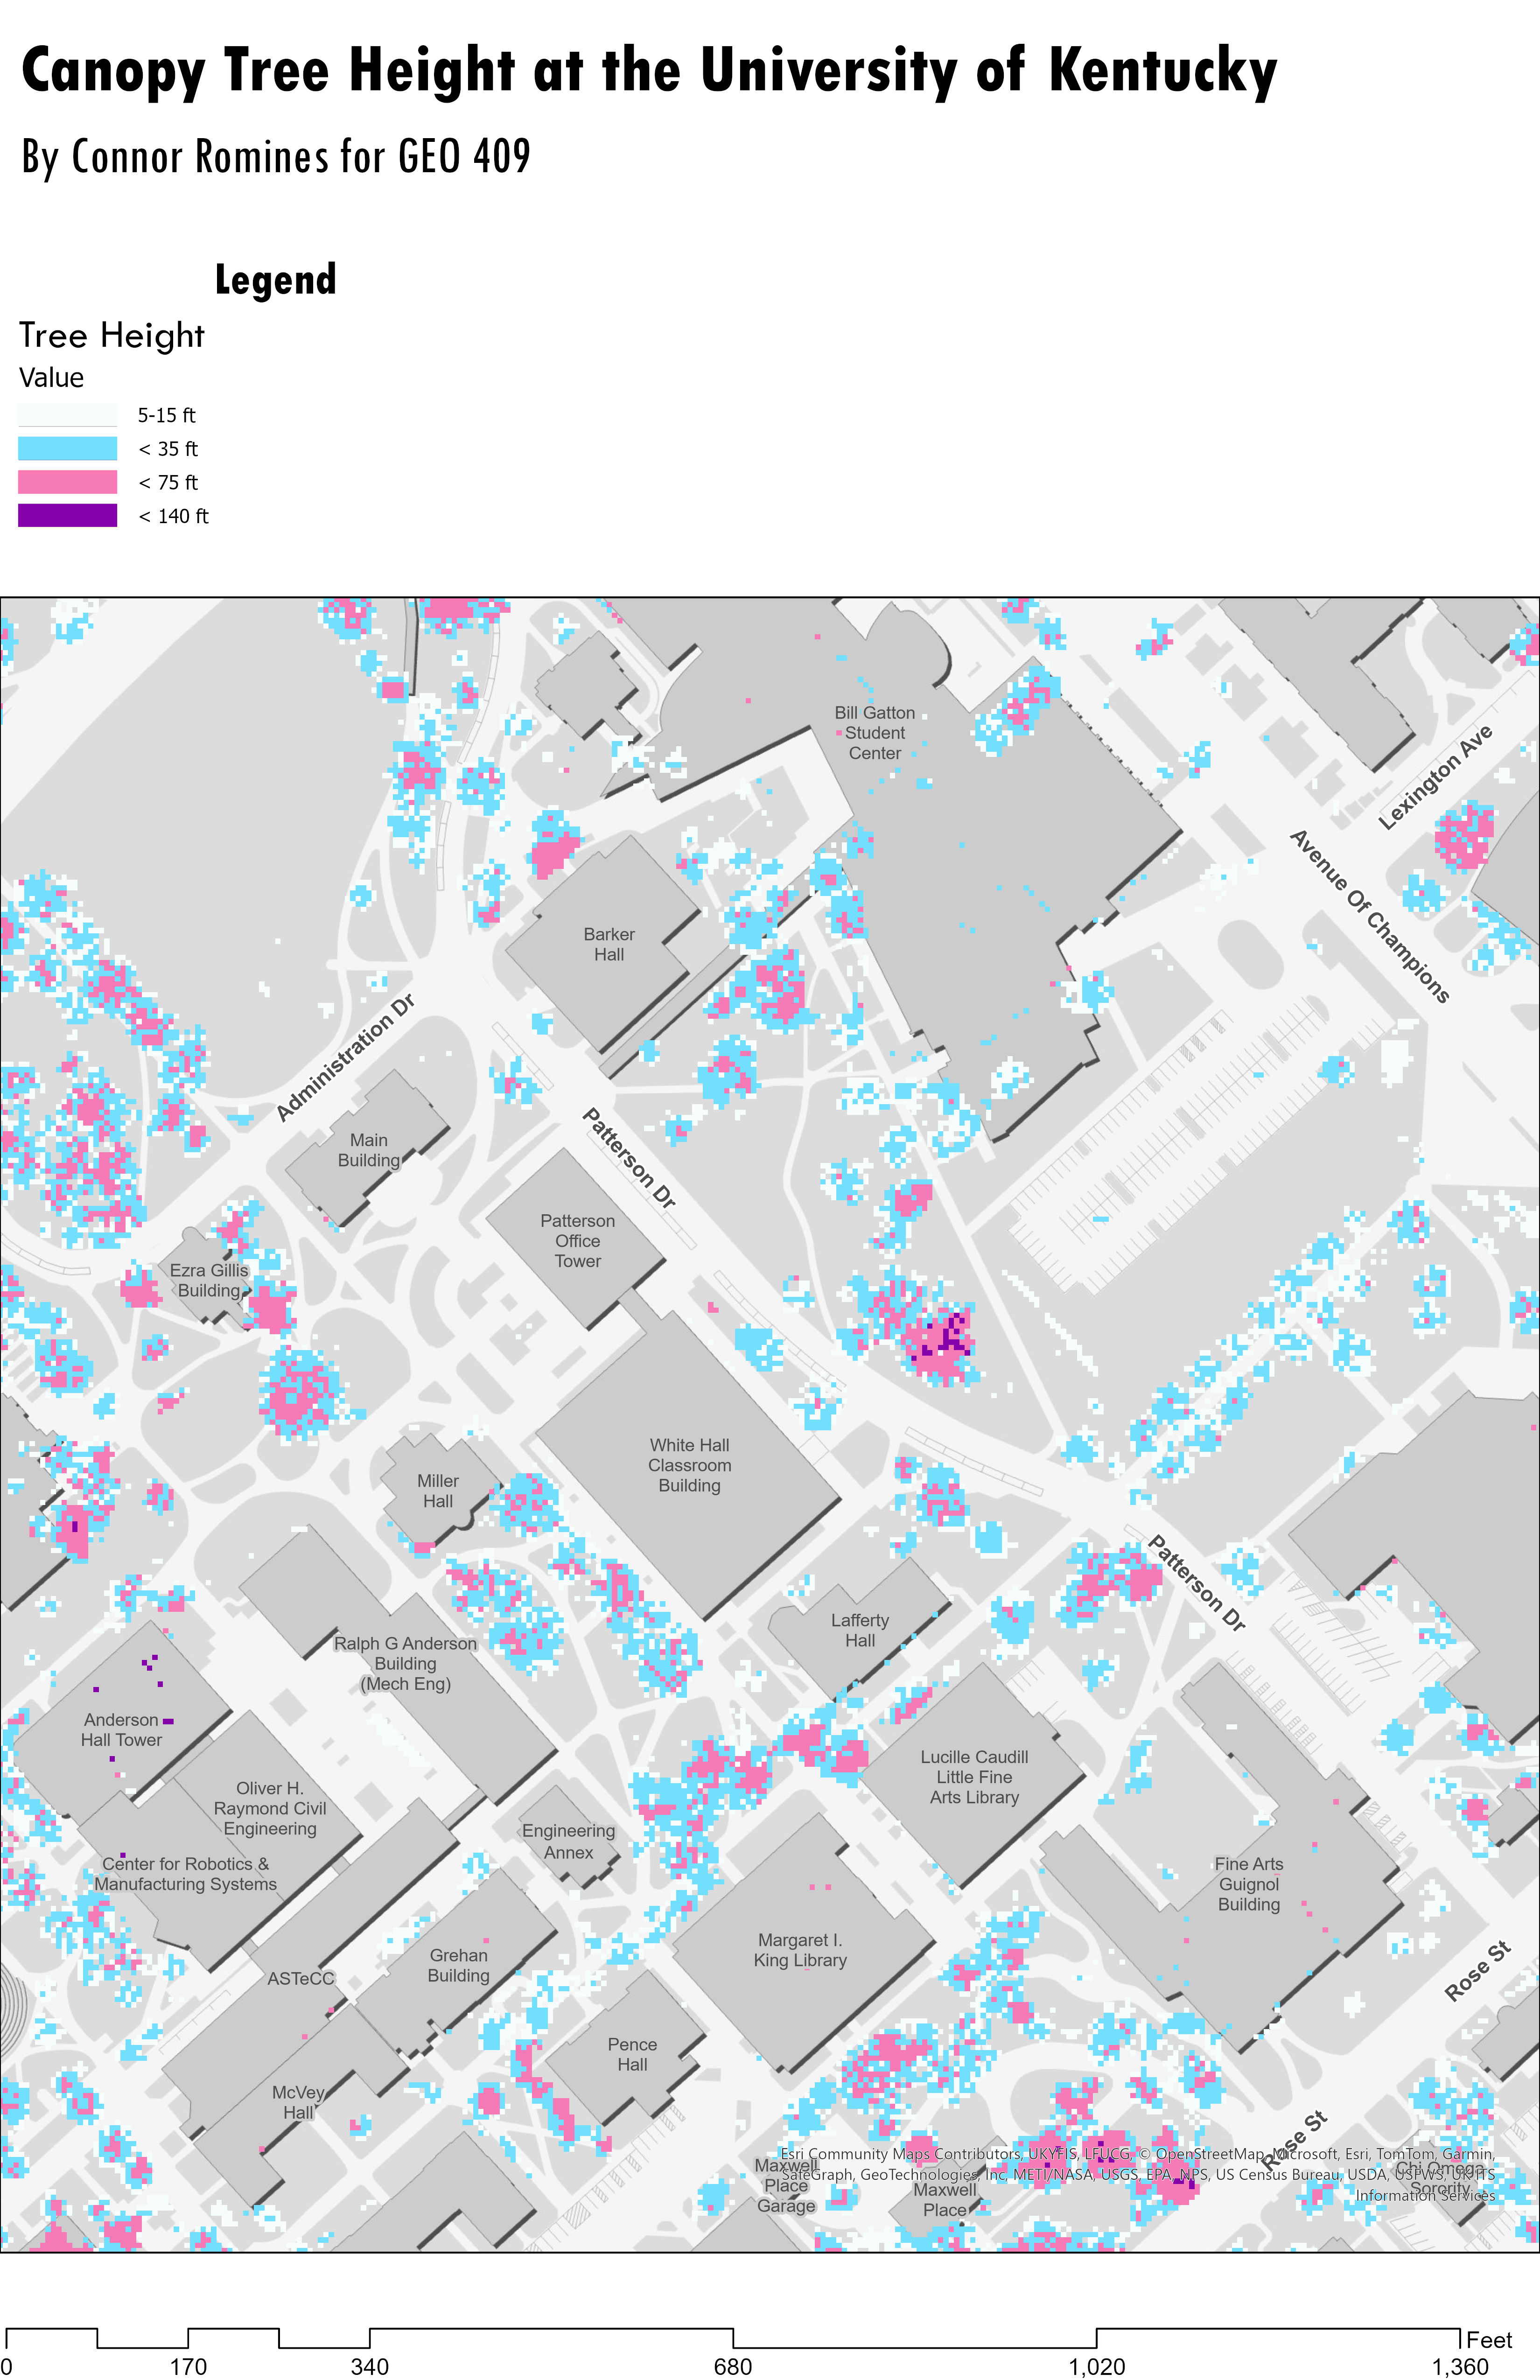 Canopy Tree Height at the University of Kentucky
By Connor Romines for GEO 409
Legend
Tree Height
Value
5-15 ft
< 35 ft
< 75 ft
< 140 ft
Bill Gatton
Student
Center
Lexington Ave
Avenue Of Champions
Barker
Hall
Administration Dr
Main
Building
Patterson Dr
Patterson
Office
Tower
Ezra Gillis
Building
White Hall
Classroom
Building
Miller
Hall
Patterson Dr
Lafferty
Hall
Ralph G Anderson
Building
(Mech Eng)
Anderson
Hall Tower
Lucille Caudill
Little Fine
Arts Library
Oliver H.
Raymond Civil
Engineering
Engineering
Annex
Center for Robotics &
Manufacturing Systems
Fine Arts
Guignol
Building
Margaret I.
King Library
Grehan
Building
ASTeCC
Rose St
Pence
Hall
McVey
Hall
Rose St
Maxwell
Place
Garage
Maxwell
Place
Chi Omega
Sorority
Esri Community Maps Contributors, UKYFIS, LFUCG, © OpenStreetMap, Microsoft, Esri, TomTom, Garmin,
SafeGraph, GeoTechnologies, Inc, METI/NASA, USGS, EPA, NPS, US Census Bureau, USDA, USFWS, UK ITS
Information Services
Feet
0 170 340 680 1,020 1,360